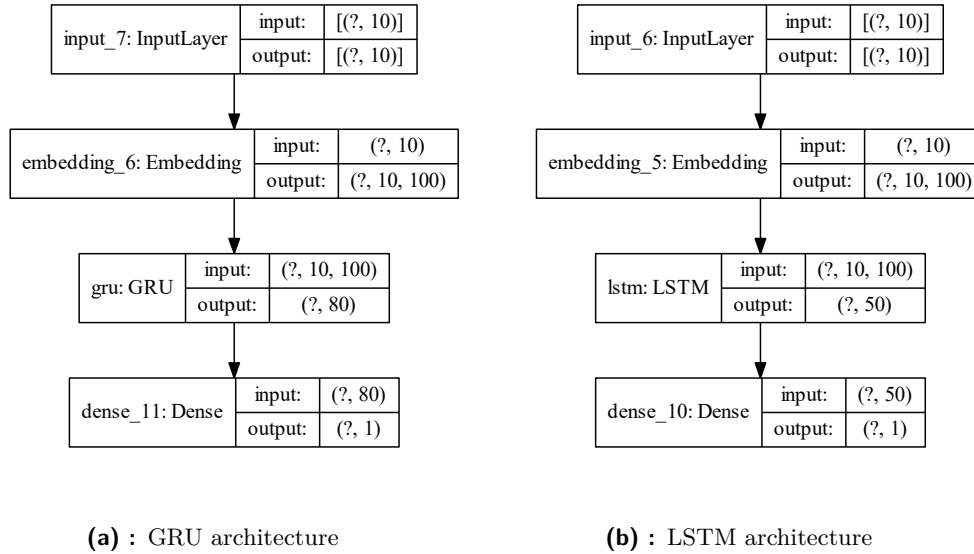 input_7: InputLayer
input: [(?, 10)]
output: [(?, 10)]
embedding_6: Embedding
input: (?, 10)
output: (?, 10, 100)
gru: GRU
input: (?, 10, 100)
output: (?, 80)
dense_11: Dense
input: (?, 80)
output: (?, 1)
(a) : GRU architecture
input_6: InputLayer
input: [(?, 10)]
output: [(?, 10)]
embedding_5: Embedding
input: (?, 10)
output: (?, 10, 100)
lstm: LSTM
input: (?, 10, 100)
output: (?, 50)
dense_10: Dense
input: (?, 50)
output: (?, 1)
(b) : LSTM architecture